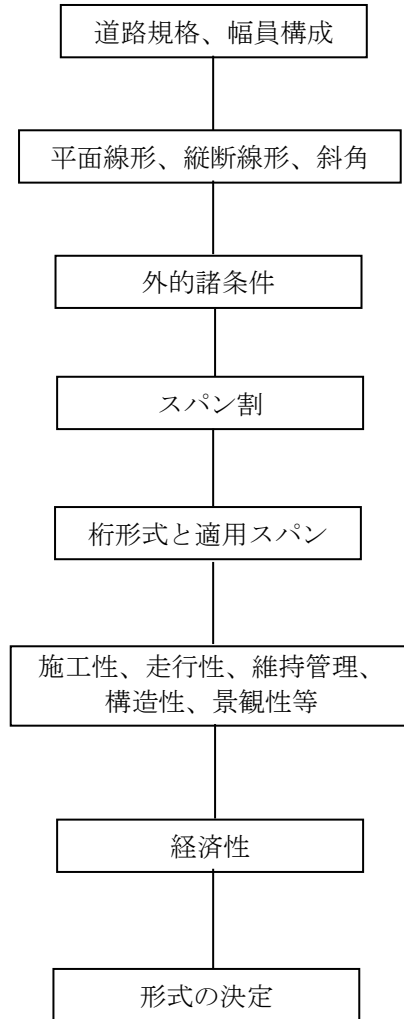 道路規格、幅員構成
平面線形、縦断線形、斜角
外的諸条件
スパン割
桁形式と適用スパン
施工性、走行性、維持管理、
構造性、景観性等
経済性
形式の決定